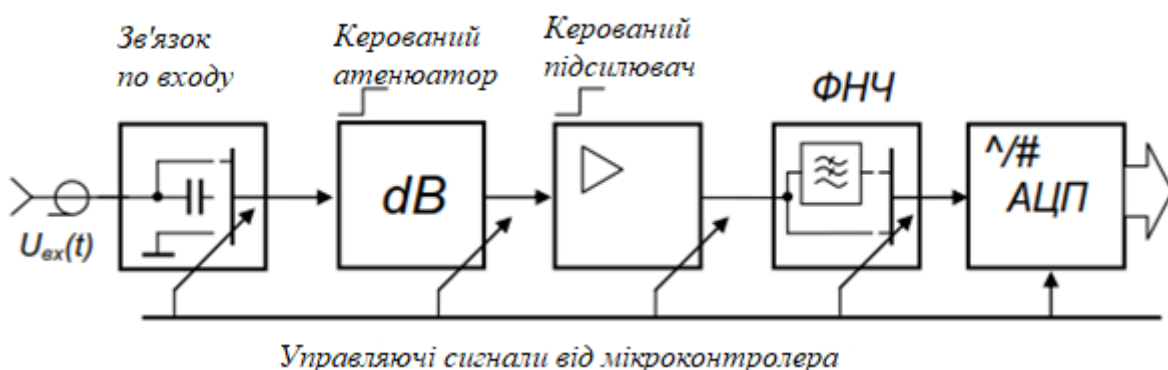 Зв'язок
по входу
Керований
атенюатор
Керований
підсилювач
ФНЧ
dB
^/#
АЦП
Uвх(t)
Управляючі сигнали від мікроконтролера